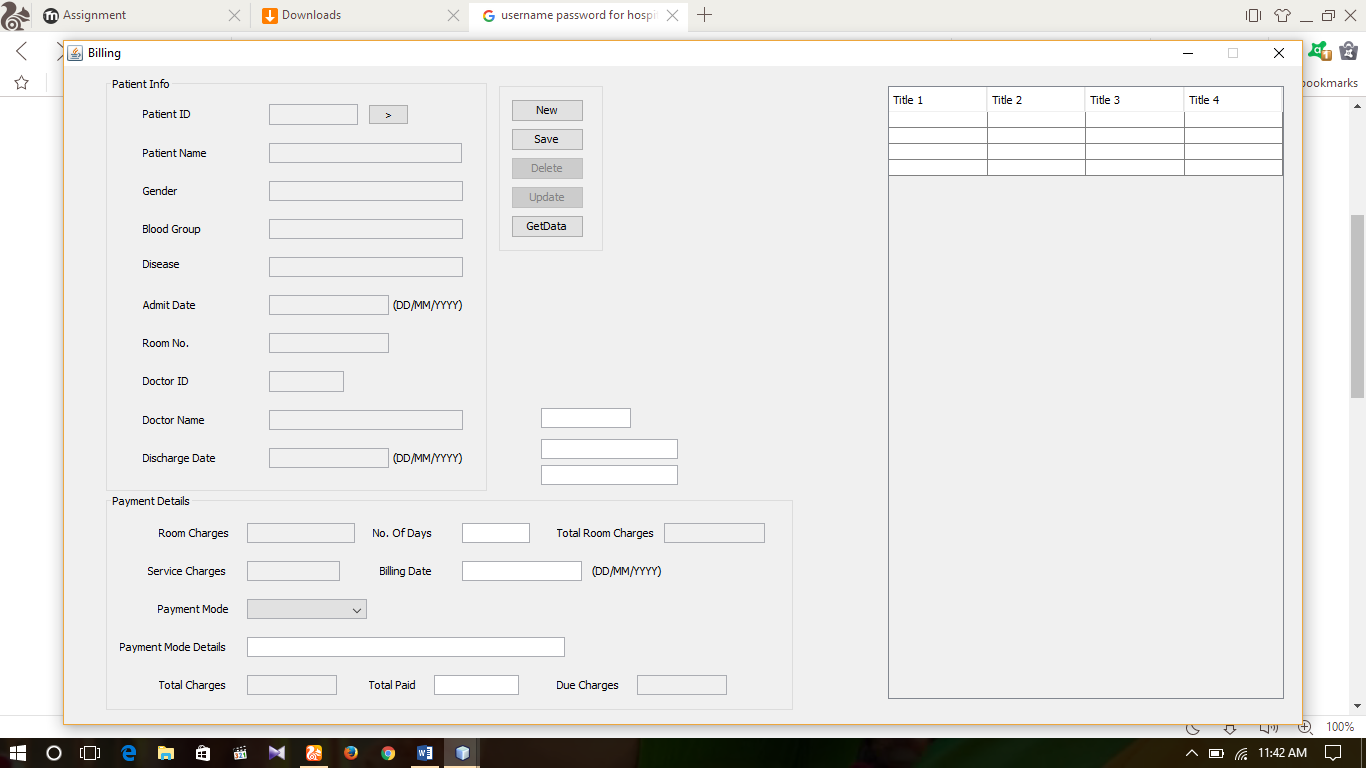 Assignment
Downloads
username password for hospi
Billing
bookmarks
Patient Info
Patient ID
>
Patient Name
Gender
Blood Group
Disease
Admit Date
(DD/MM/YYYY)
Room No.
Doctor ID
Doctor Name
Discharge Date
(DD/MM/YYYY)
New
Save
Delete
Update
GetData
Title 1 Title 2 Title 3 Title 4
Payment Details
Room Charges No. Of Days Total Room Charges
Service Charges Billing Date (DD/MM/YYYY)
Payment Mode
Payment Mode Details
Total Charges Total Paid Due Charges
100%
11:42 AM